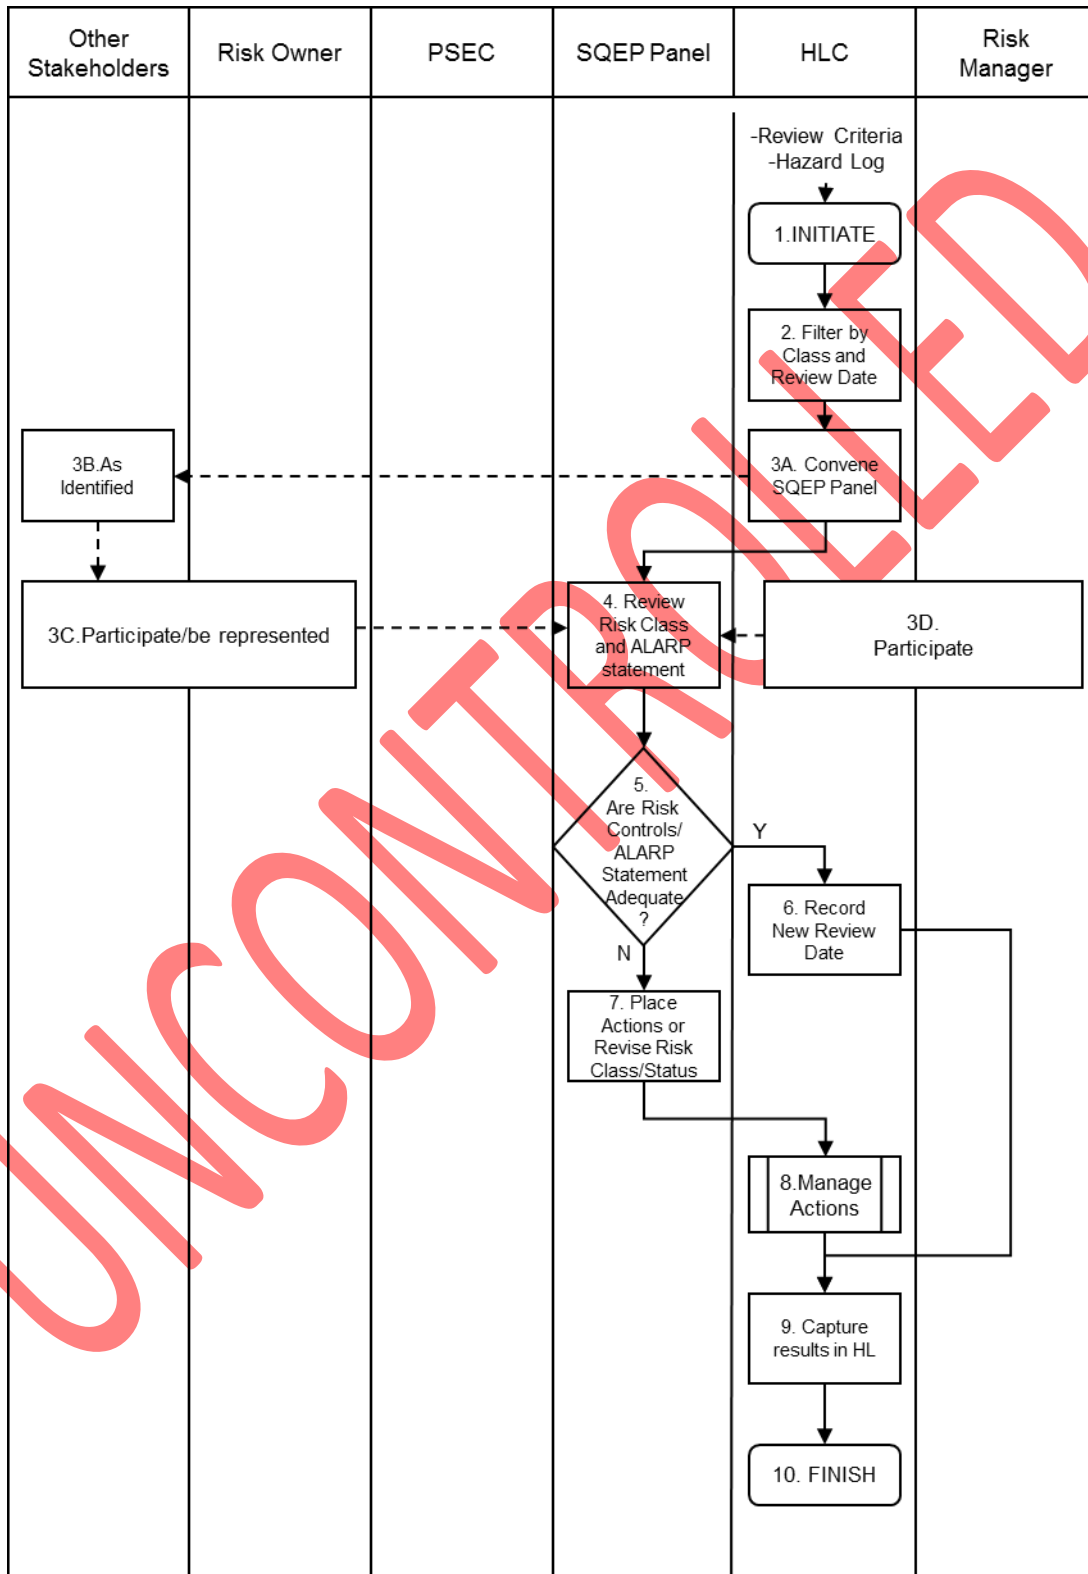 Other
Stakeholders
Risk Owner
PSEC
SQEP Panel
HLC
Risk
Manager
-Review Criteria
-Hazard Log
1.INITIATE
2. Filter by
Class and
Review Date
3A. Convene
SQEP Panel
3B.As
Identified
3C.Participate/be represented
4. Review
Risk Class
and ALARP
statement
3D.
Participate
5.
Are Risk
Controls/
ALARP
Statement
Adequate
?
Y
N
6. Record
New Review
Date
7. Place
Actions or
Revise Risk
Class/Status
8.Manage
Actions
9. Capture
results in HL
10. FINISH
UNCONTROLLED